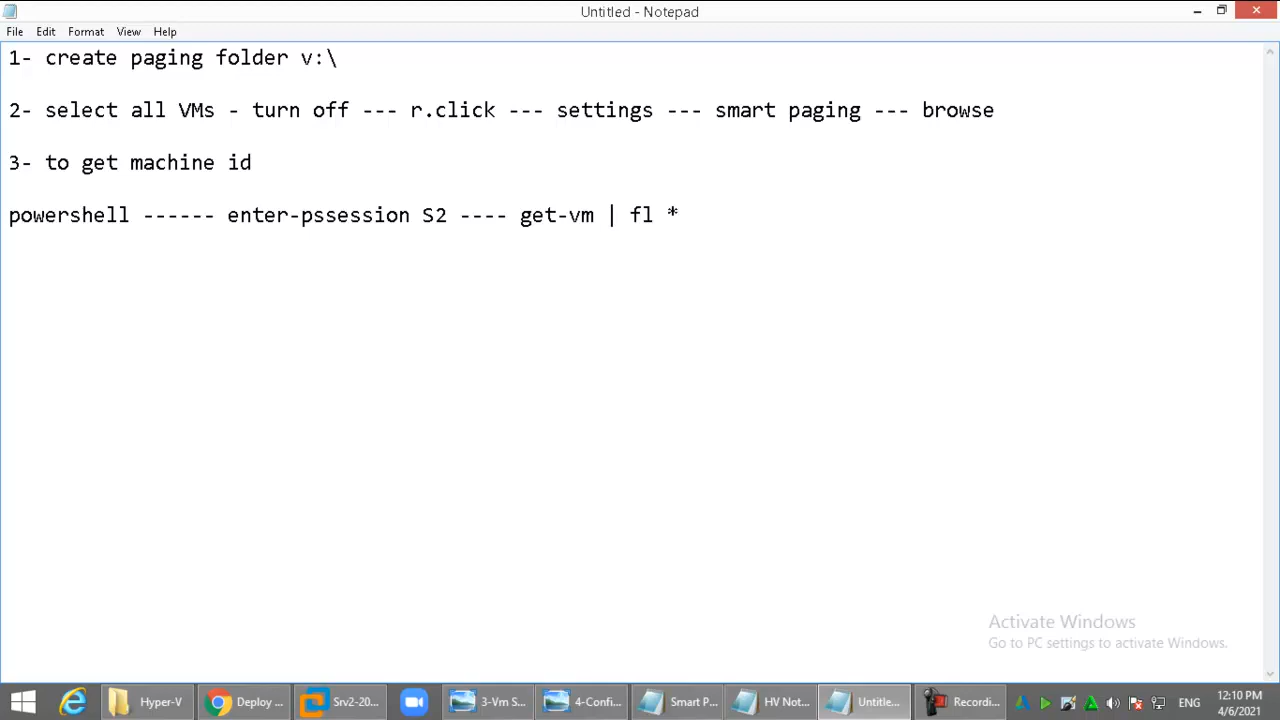 Untitled - Notepad
File Edit Format View Help
1- create paging folder v:\
2- select all VMs - turn off --- r.click --- settings --- smart paging --- browse
3- to get machine id
powershell ------ enter-pssession S2 ---- get-vm | fl *
Activate Windows
Go to PC settings to activate Windows.
Hyper-V Deploy ... Srv2-20... 3-Vm S... 4-Confi... Smart P... HV Not... Untitle... Recordi... ENG 12:10 PM
4/6/2021